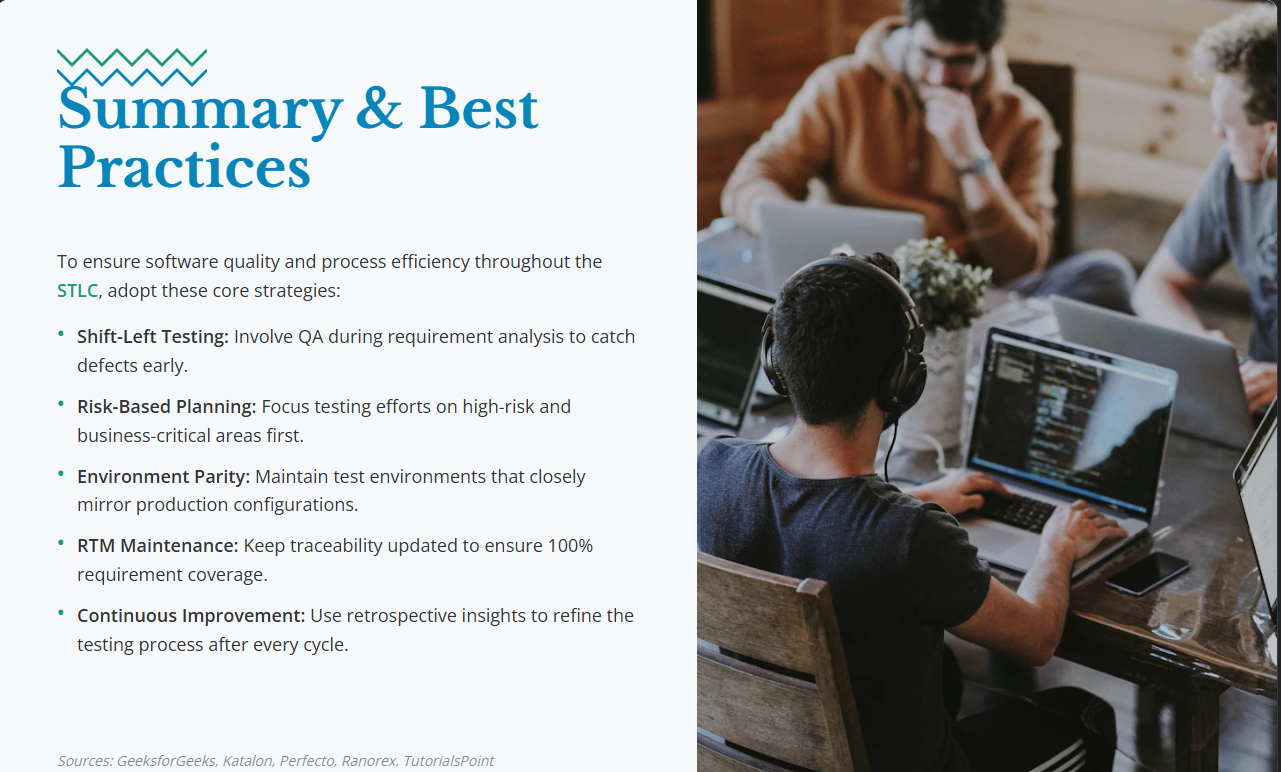 Summary & Best
Practices
To ensure software quality and process efficiency throughout the
STLC, adopt these core strategies:
• Shift-Left Testing: Involve QA during requirement analysis to catch
defects early.
• Risk-Based Planning: Focus testing efforts on high-risk and
business-critical areas first.
• Environment Parity: Maintain test environments that closely
mirror production configurations.
• RTM Maintenance: Keep traceability updated to ensure 100%
requirement coverage.
• Continuous Improvement: Use retrospective insights to refine the
testing process after every cycle.
Sources: GeeksforGeeks, Katalon, Perfecto, Ranorex, TutorialsPoint